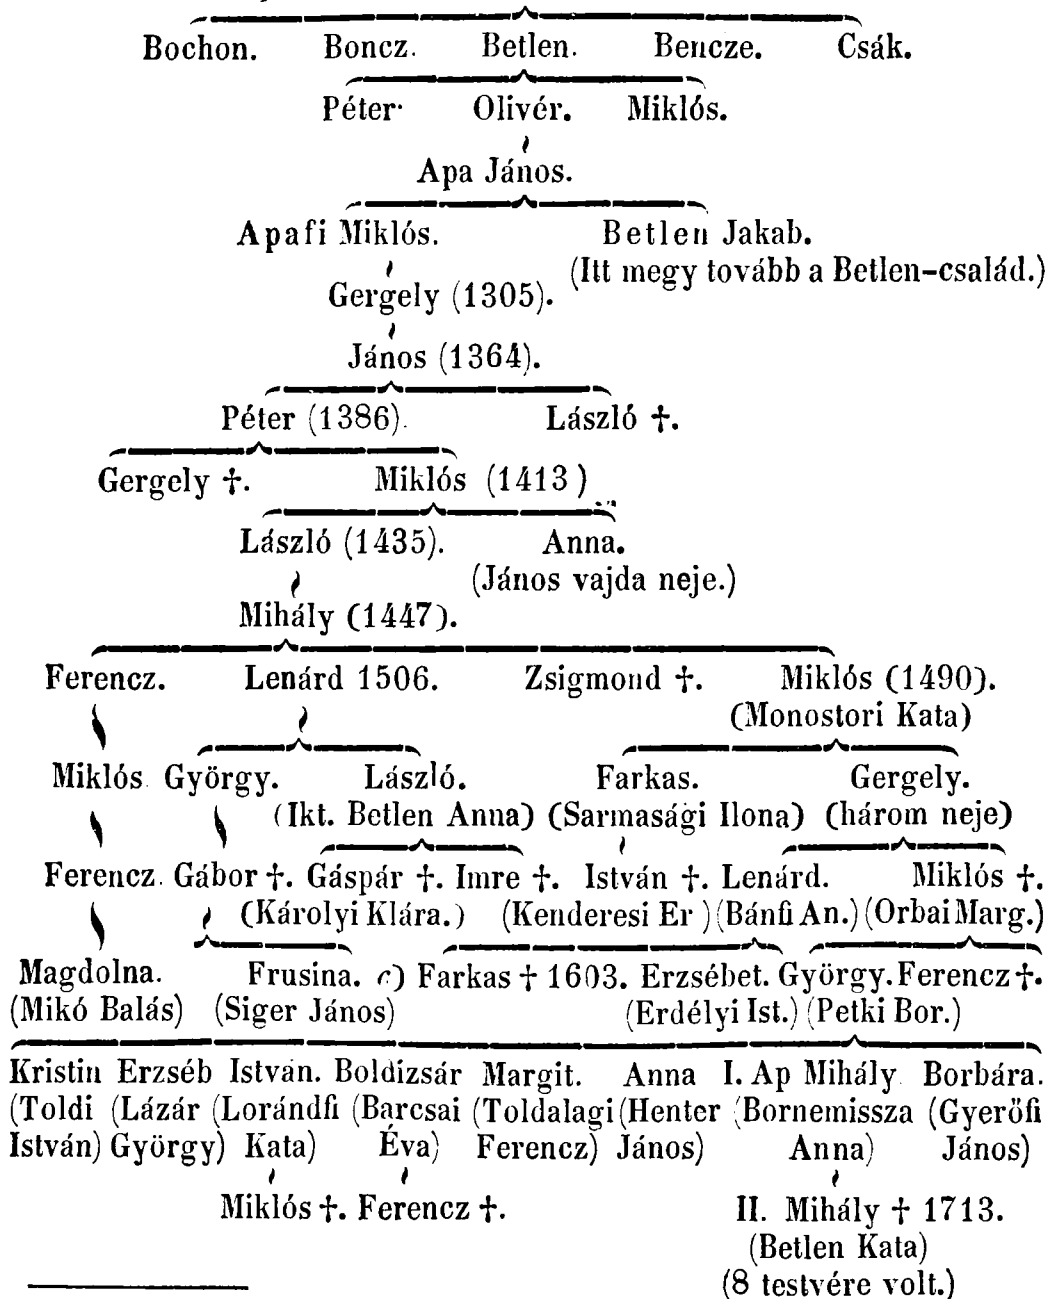 Bochon. Boncz. Betlen. Bencze. Csák.
Péter. Olivér. Miklós.
Apa János.
Apafi Miklós. Betlen Jakab.
(Itt megy tovább a Betlen-család.)
Gergely (1305).
János (1364).
Péter (1386). László †.
Gergely †. Miklós (1413)
László (1435). Anna.
(János vajda neje.)
Mihály (1447).
Ferencz. Lenárd 1506. Zsigmond †. Miklós (1490).
(Monostori Kata)
Miklós. György. László. Farkas. Gergely.
(Ikt. Betlen Anna) (Sarmasági Ilona) (három neje)
Ferencz. Gábor †. Gáspár †. Imre †. István †. Lenárd. Miklós †.
(Károlyi Klára.) (Kenderesi Er) (Bánfi An.) (Orbai Marg.)
Magdolna. Frusina. c) Farkas † 1603. Erzsébet. György. Ferencz †.
(Mikó Balás) (Siger János) (Erdélyi Ist.) (Petki Bor.)
Kristin Erzséb István. Boldizsár Margit. Anna I. Ap Mihály Borbára.
(Toldi (Lázár (Lorándfi (Barcsai (Toldalagi (Henter (Bornemissza (Gyerőfi
István) György) Kata) Éva) Ferencz) János) Anna) János)
Miklós †. Ferencz †. II. Mihály † 1713.
(Betlen Kata)
(8 testvére volt.)